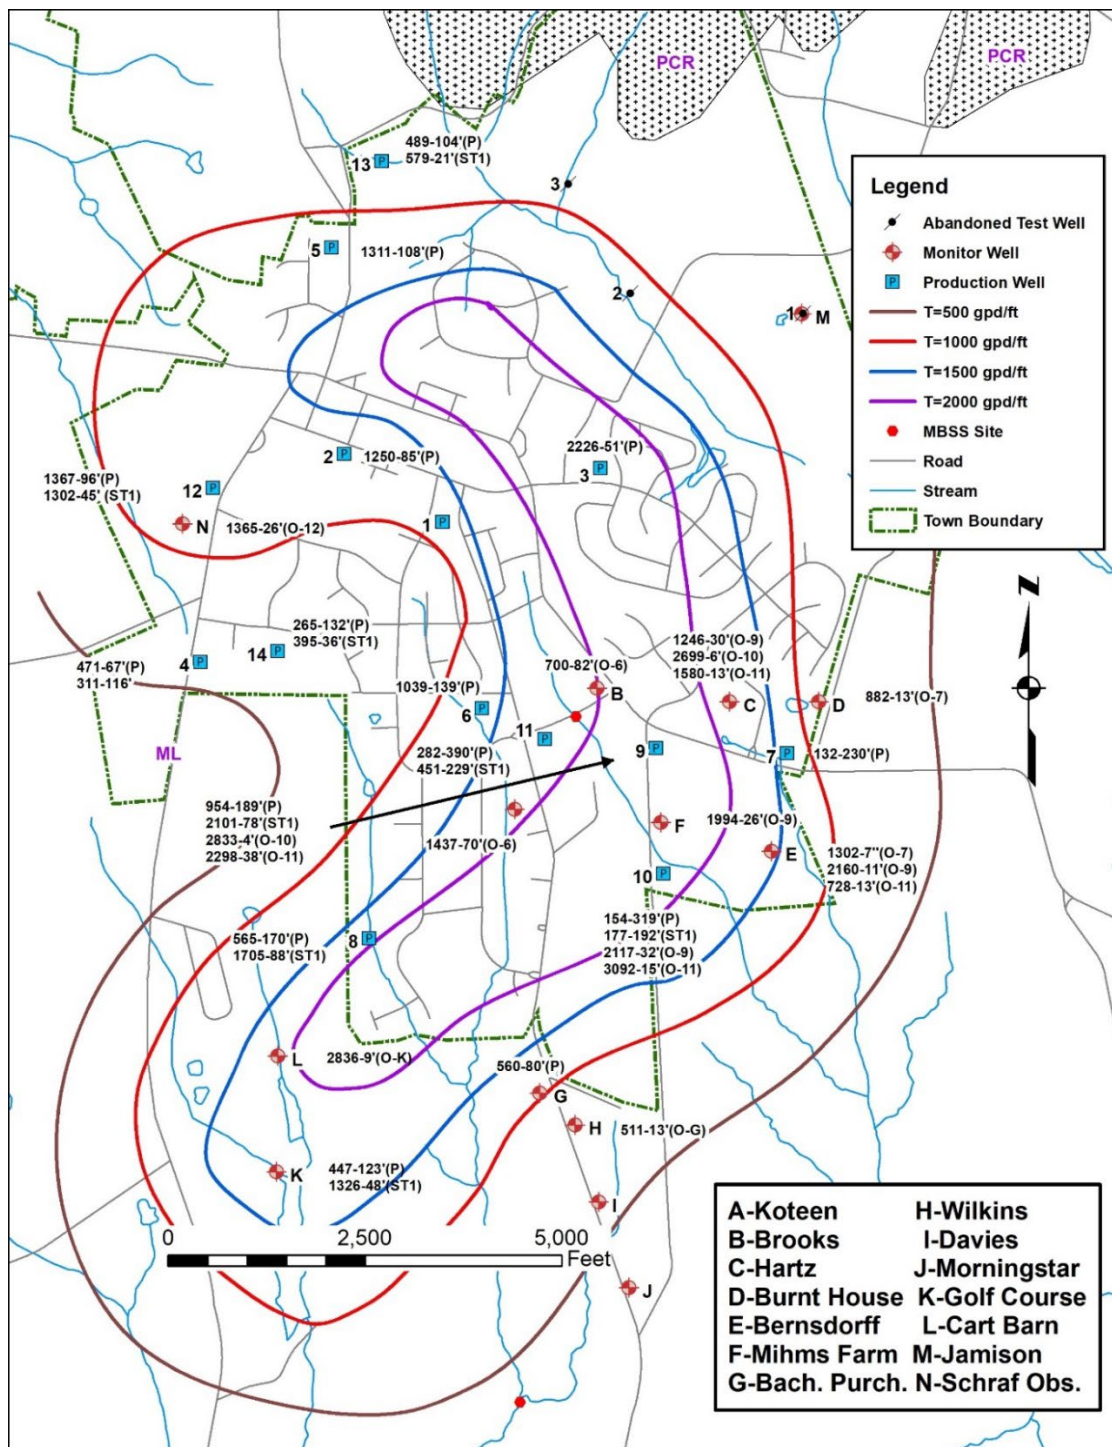 PCR
PCR
489-104'(P)
579-21'(ST1)
13
3
5
1311-108'(P)
2
1
M
Legend
Abandoned Test Well
Monitor Well
P
Production Well
T=500 gpd/ft
T=1000 gpd/ft
T=1500 gpd/ft
T=2000 gpd/ft
MBSS Site
Road
Stream
Town Boundary
2
1250-85'(P)
2226-51'(P)
3
1367-96'(P)
1302-45' (ST1)
12
N
1365-26'(O-12)
1
Z
265-132'(P)
395-36'(ST1)
14
4
471-67'(P)
311-116'
1246-30'(O-9)
2699-6'(O-10)
1580-13'(O-11)
700-82'(O-6)
B
1039-139'(P)
6
C
D
882-13'(O-7)
ML
11
9
7
132-230'(P)
282-390'(P)
451-229'(ST1)
954-189'(P)
2101-78'(ST1)
2833-4'(O-10)
2298-38'(O-11)
1437-70'(O-6)
F
1994-26'(O-9)
E
1302-7"(O-7)
2160-11'(O-9)
728-13'(O-11)
10
154-319'(P)
177-192'(ST1)
2117-32'(O-9)
3092-15'(O-11)
565-170'(P)
1705-88'(ST1)
8
L
2836-9'(O-K)
560-80'(P)
G
H
511-13'(O-G)
K
447-123'(P)
1326-48'(ST1)
I
J
0 2,500 5,000
Feet
A-Koteen H-Wilkins
B-Brooks I-Davies
C-Hartz J-Morningstar
D-Burnt House K-Golf Course
E-Bernsdorff L-Cart Barn
F-Mihms Farm M-Jamison
G-Bach. Purch. N-Schraf Obs.